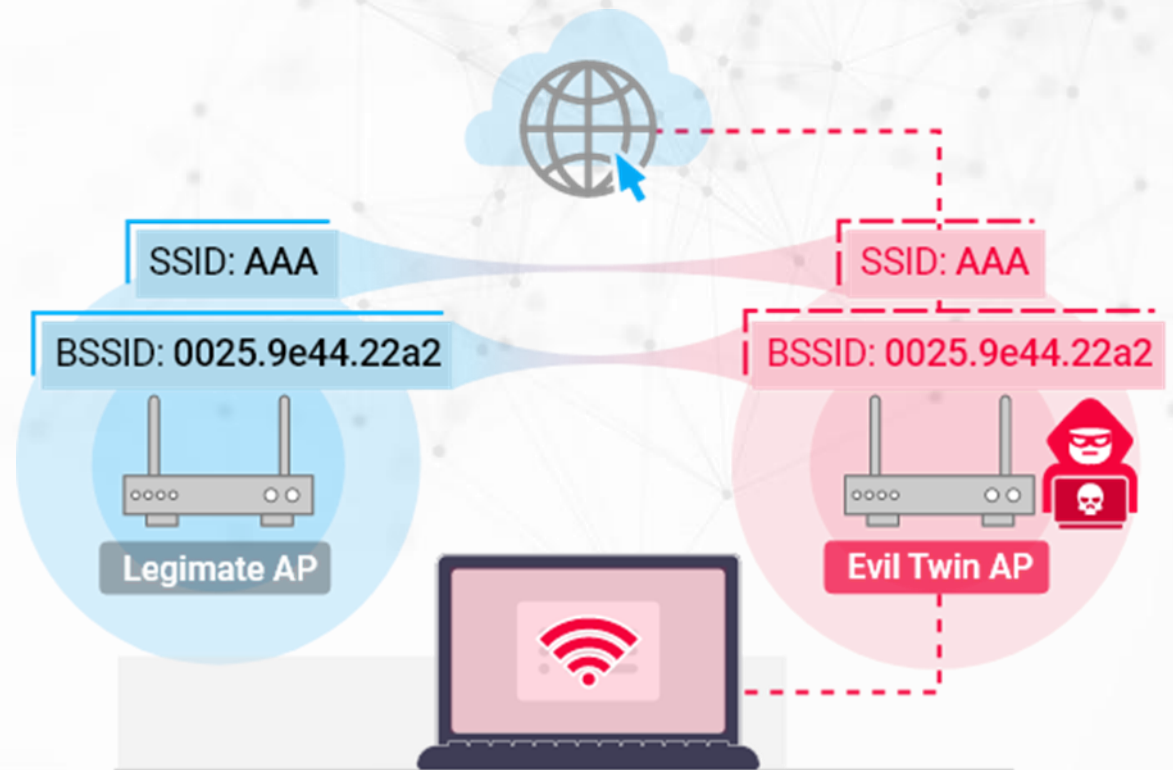 SSID: AAA
SSID: AAA
BSSID: 0025.9e44.22a2
BSSID: 0025.9e44.22a2
Legimate AP
Evil Twin AP